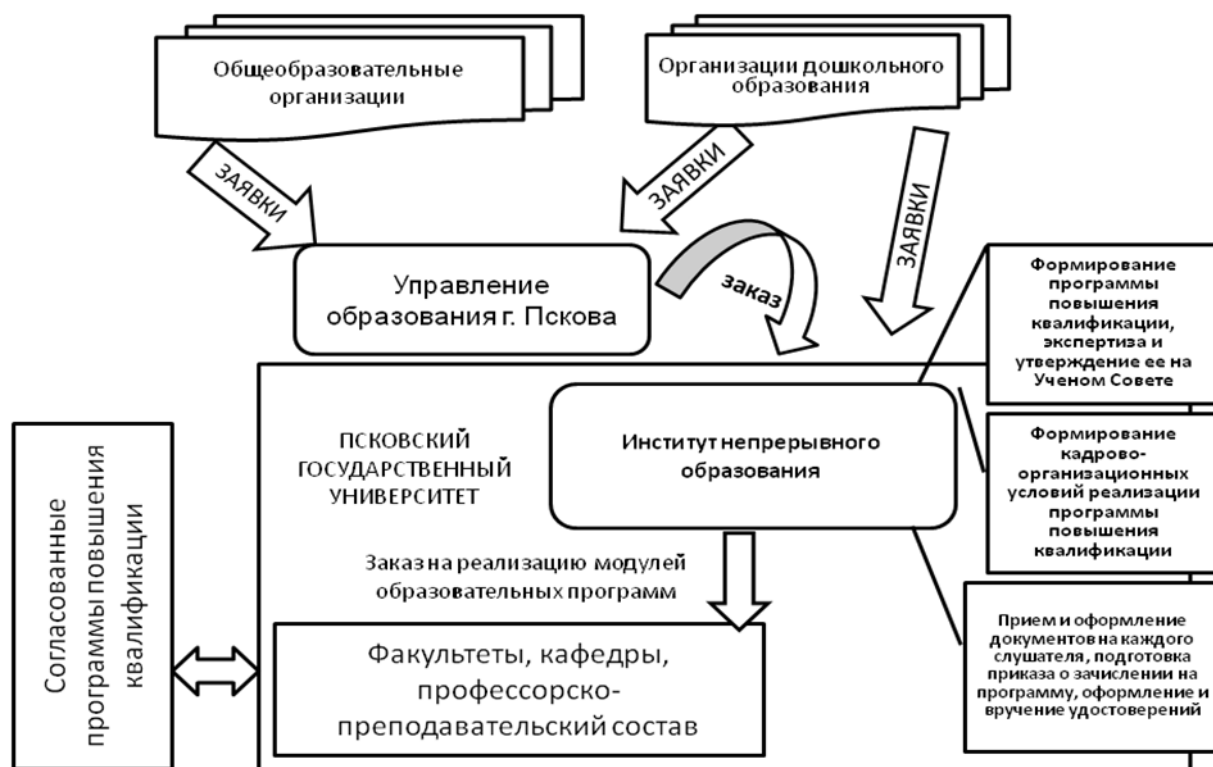 Общеобразовательные
организации
Организации дошкольного
образования
ЗАЯВКИ
ЗАЯВКИ
ЗАЯВКИ
Управление
образования г. Пскова
заказ
Формирование
программы
повышения
квалификации,
экспертиза и
утверждение ее на
Ученом Совете
ПСКОВСКИЙ
ГОСУДАРСТВЕННЫЙ
УНИВЕРСИТЕТ
Институт непрерывного
образования
Формирование
кадрово-
организационных
условий реализации
программы
повышения
квалификации
Согласованные
программы повышения
квалификации
Заказ на реализацию модулей
образовательных программ
Факультеты, кафедры,
профессорско-
преподавательский состав
Прием и оформление
документов на каждого
слушателя, подготовка
приказа о зачислении на
программу, оформление и
вручение удостоверений